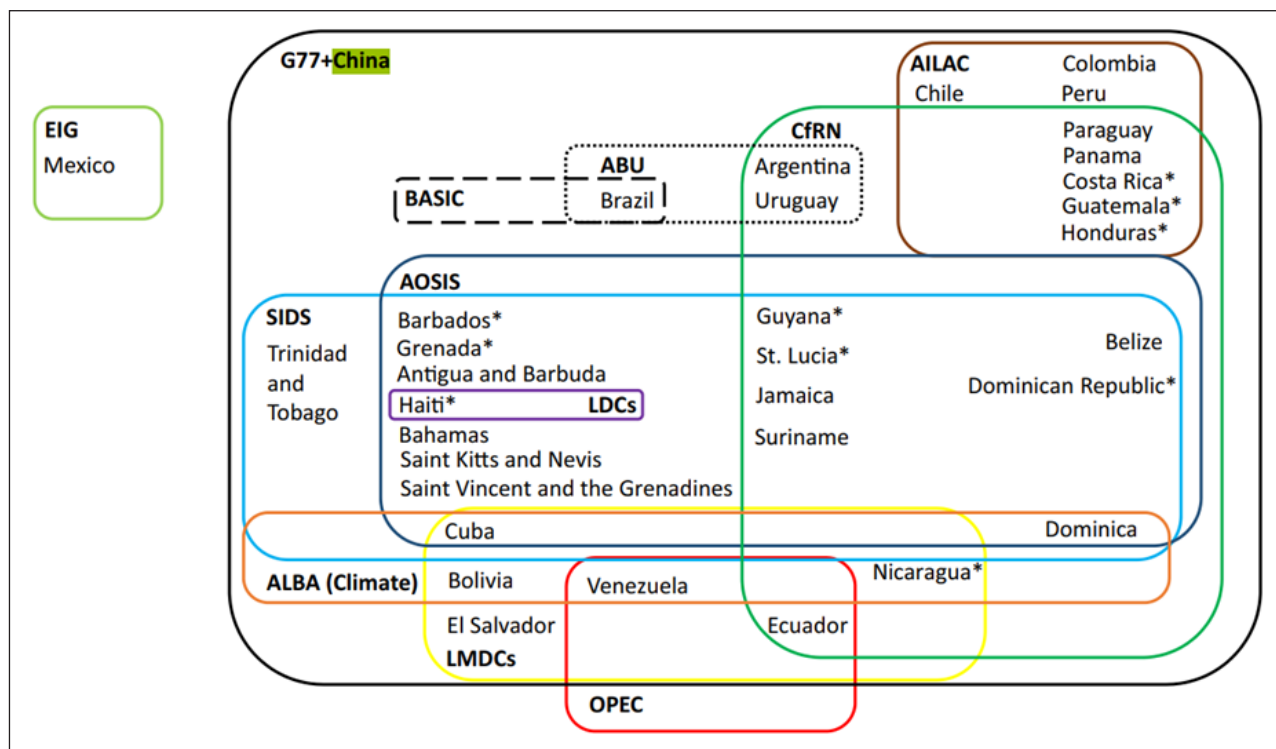 G77+China
AILAC
Colombia
Chile
Peru
EIG
Mexico
CfRN
Paraguay
Panama
Costa Rica*
Guatemala*
Honduras*
ABU
Argentina
BASIC
Brazil
Uruguay
AOSIS
SIDS
Trinidad
and
Tobago
Barbados*
Grenada*
Antigua and Barbuda
Haiti*
LDCs
Bahamas
Saint Kitts and Nevis
Saint Vincent and the Grenadines
Guyana*
St. Lucia*
Jamaica
Suriname
Belize
Dominican Republic*
Cuba
Dominica
ALBA (Climate)
Bolivia
Venezuela
Nicaragua*
El Salvador
Ecuador
LMDCs
OPEC